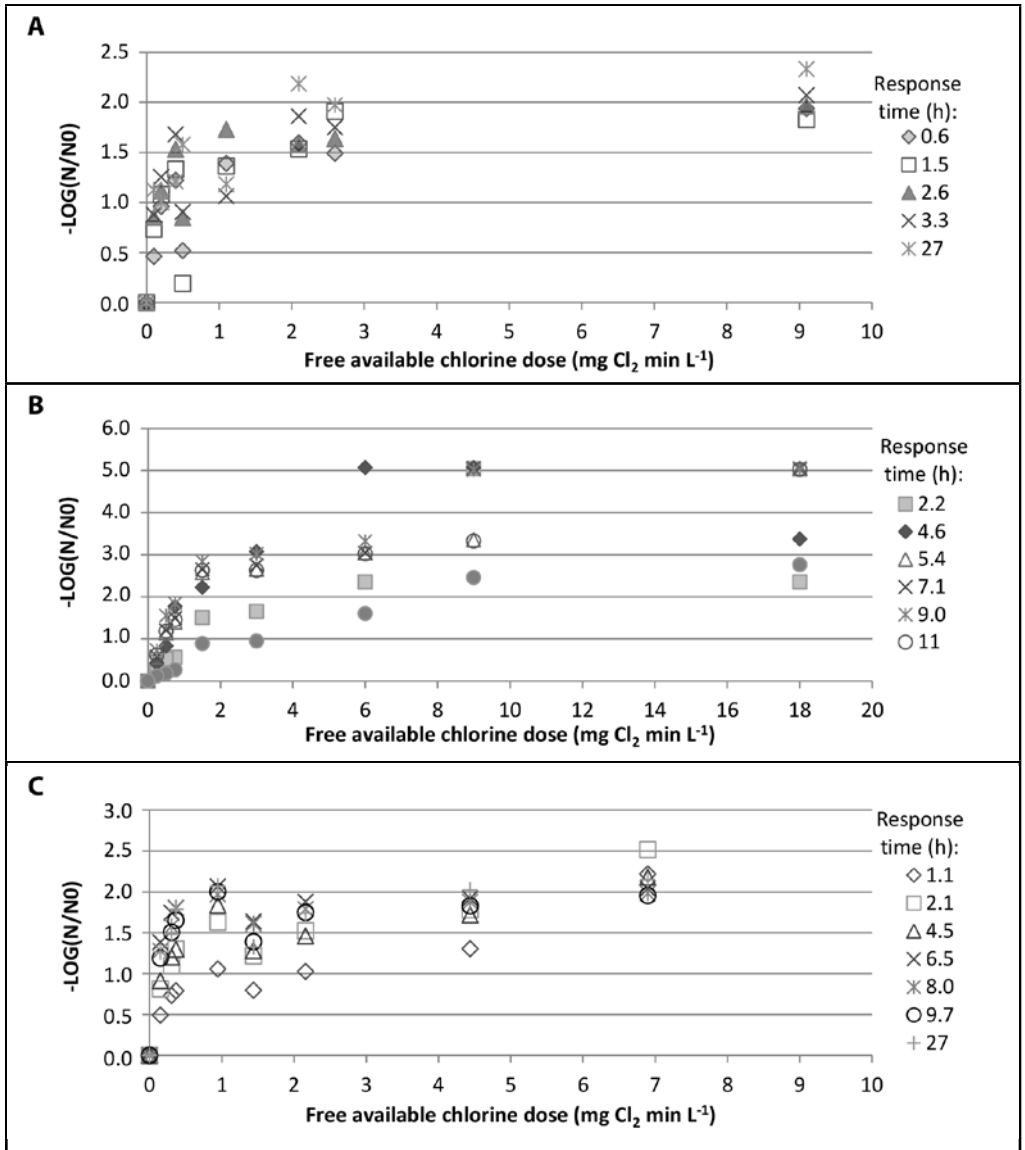 A
-LOG(N/N0)
2.5
2.0
1.5
1.0
0.5
0.0
0 1 2 3 4 5 6 7 8 9 10
Free available chlorine dose (mg Cl₂ min L⁻¹)
Response
time (h):
0.6
1.5
2.6
3.3
27
B
-LOG(N/N0)
6.0
5.0
4.0
3.0
2.0
1.0
0.0
0 2 4 6 8 10 12 14 16 18 20
Free available chlorine dose (mg Cl₂ min L⁻¹)
Response
time (h):
2.2
4.6
5.4
7.1
9.0
11
C
-LOG(N/N0)
3.0
2.5
2.0
1.5
1.0
0.5
0.0
0 1 2 3 4 5 6 7 8 9 10
Free available chlorine dose (mg Cl₂ min L⁻¹)
Response
time (h):
1.1
2.1
4.5
6.5
8.0
9.7
27